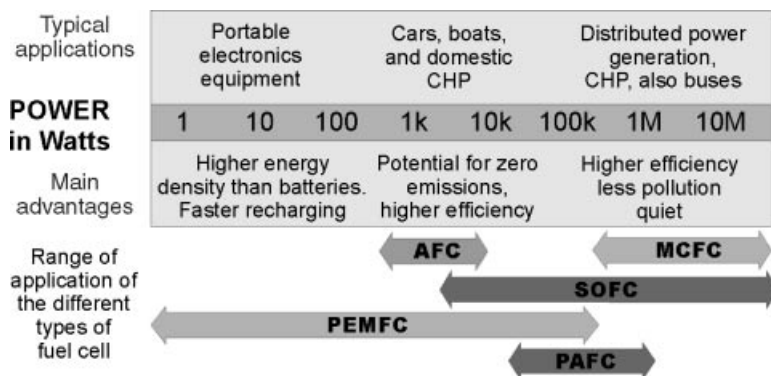 Typical
applications
Portable
electronics
equipment
Cars, boats,
and domestic
CHP
Distributed power
generation,
CHP, also buses
POWER
in Watts
1 10 100 1k 10k 100k 1M 10M
Main
advantages
Higher energy
density than batteries.
Faster recharging
Potential for zero
emissions,
higher efficiency
Higher efficiency
less pollution
quiet
Range of
application of
the different
types of
fuel cell
AFC
MCFC
SOFC
PEMFC
PAFC